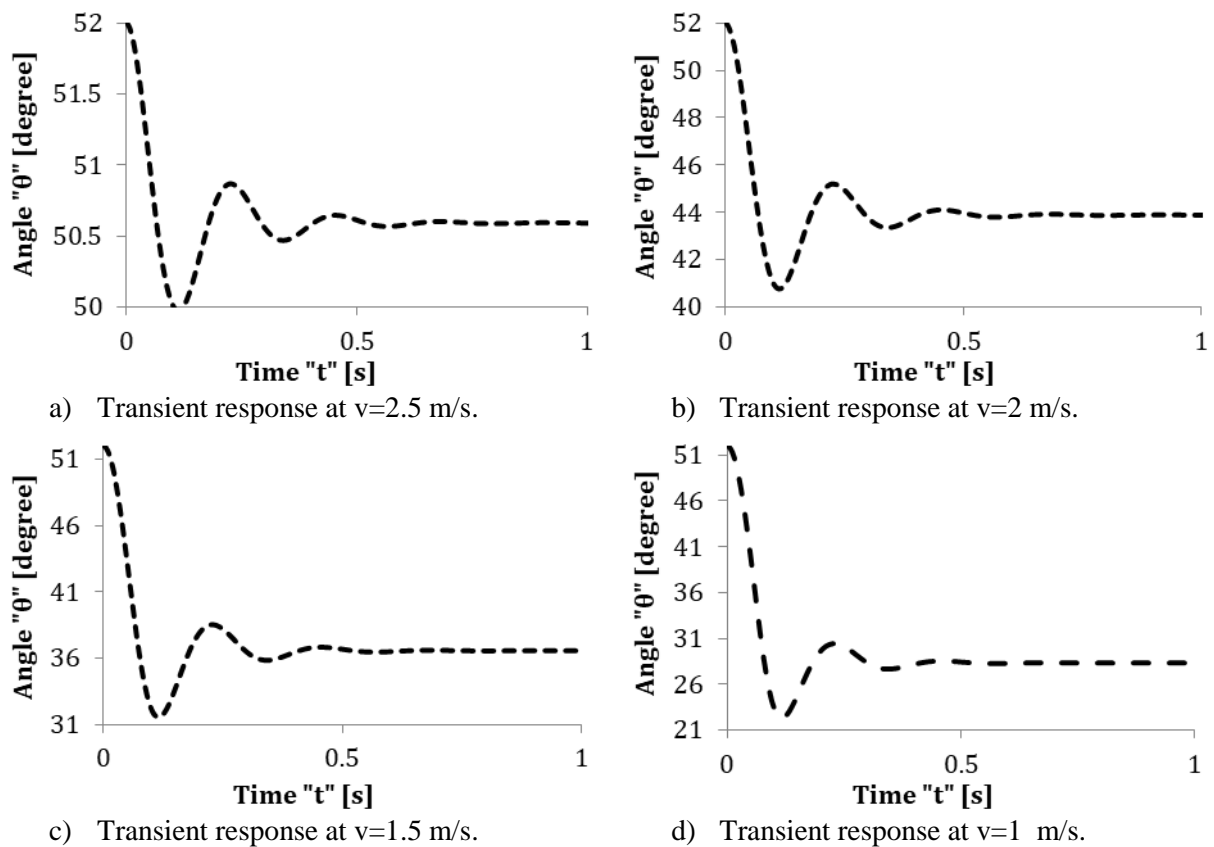 52
51.5
51
50.5
50
Angle "θ" [degree]
0 0.5 1
Time "t" [s]
a) Transient response at v=2.5 m/s.
52
50
48
46
44
42
40
Angle "θ" [degree]
0 0.5 1
Time "t" [s]
b) Transient response at v=2 m/s.
51
46
41
36
31
Angle "θ" [degree]
0 0.5 1
Time "t" [s]
c) Transient response at v=1.5 m/s.
51
46
41
36
31
26
21
Angle "θ" [degree]
0 0.5 1
Time "t" [s]
d) Transient response at v=1 m/s.